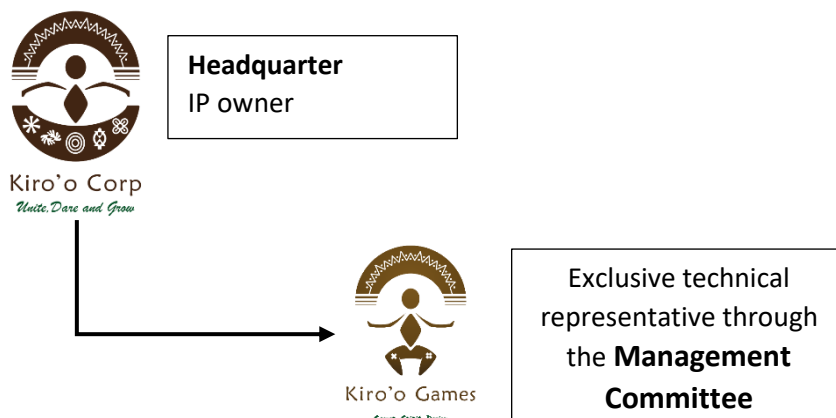 Headquarter
IP owner
Kiro'o Corp
Unite, Dare and Grow
Exclusive technical
representative through
the Management
Committee
Kiro'o Games